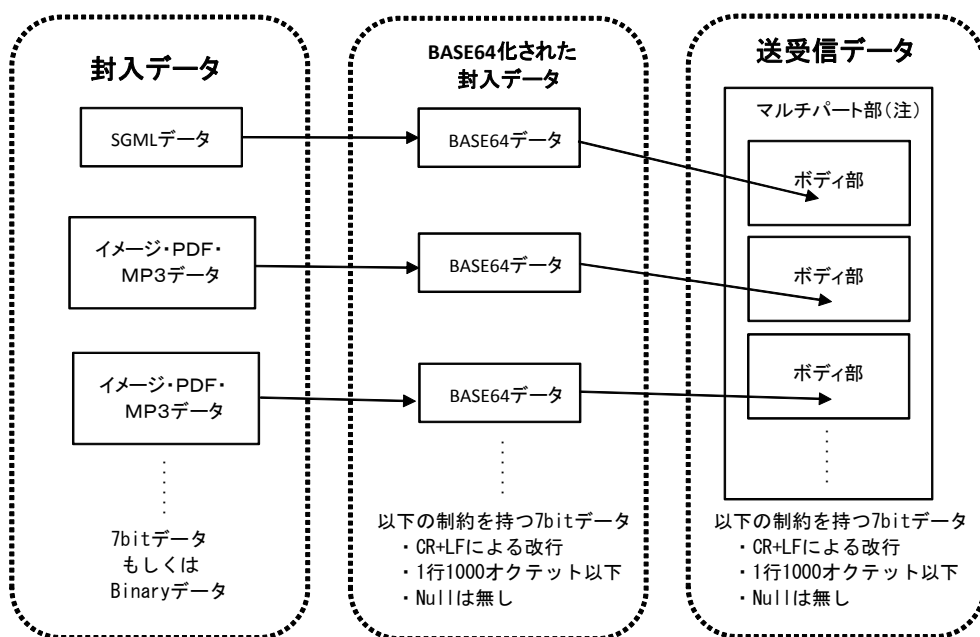 封入データ
SGMLデータ
イメージ・PDF・
MP3データ
イメージ・PDF・
MP3データ
7bitデータ
もしくは
Binaryデータ
BASE64化された
封入データ
BASE64データ
BASE64データ
BASE64データ
以下の制約を持つ7bitデータ
・CR+LFによる改行
・1行1000オクテット以下
・Nullは無し
送受信データ
マルチパート部(注)
ボディ部
ボディ部
ボディ部
以下の制約を持つ7bitデータ
・CR+LFによる改行
・1行1000オクテット以下
・Nullは無し